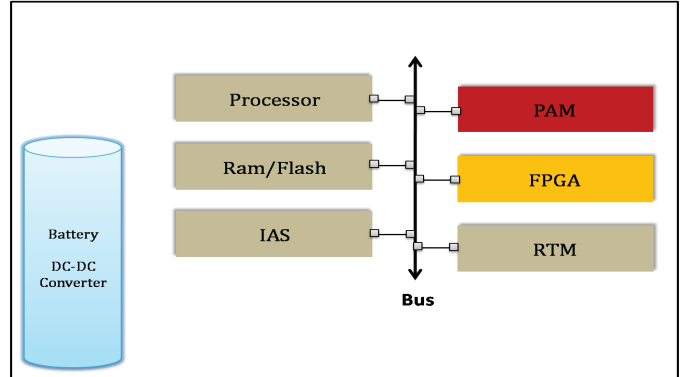 Processor
PAM
Ram/Flash
FPGA
IAS
RTM
Battery
DC-DC
Converter
Bus